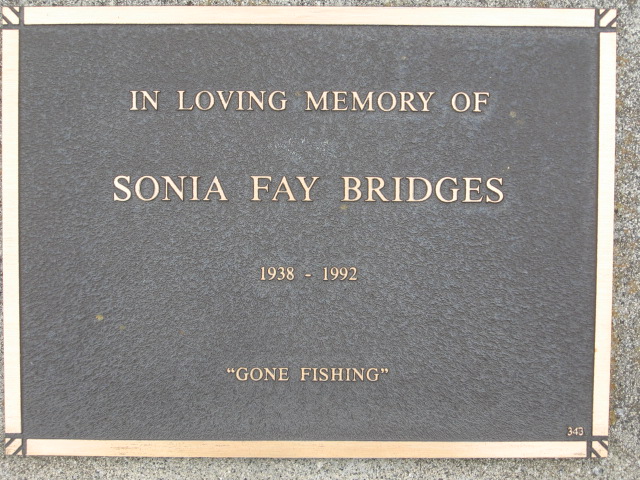 IN LOVING MEMORY OF
SONIA FAY BRIDGES
1938 - 1992
"GONE FISHING"
343